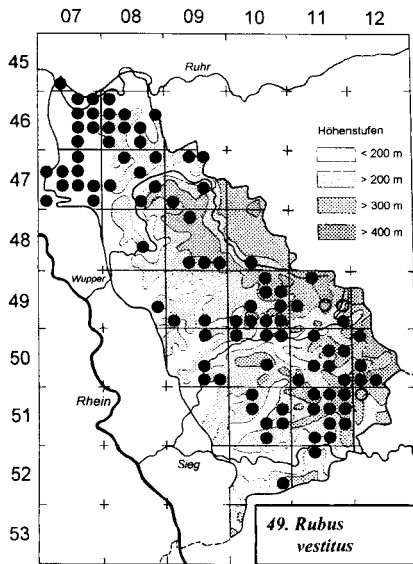 07 08 09 10 11 12
45
46
47
48
49
50
51
52
53
Ruhr
Höhenstufen
< 200 m
> 200 m
> 300 m
> 400 m
Wupper
Rhein
Sieg
49. Rubus
vestitus